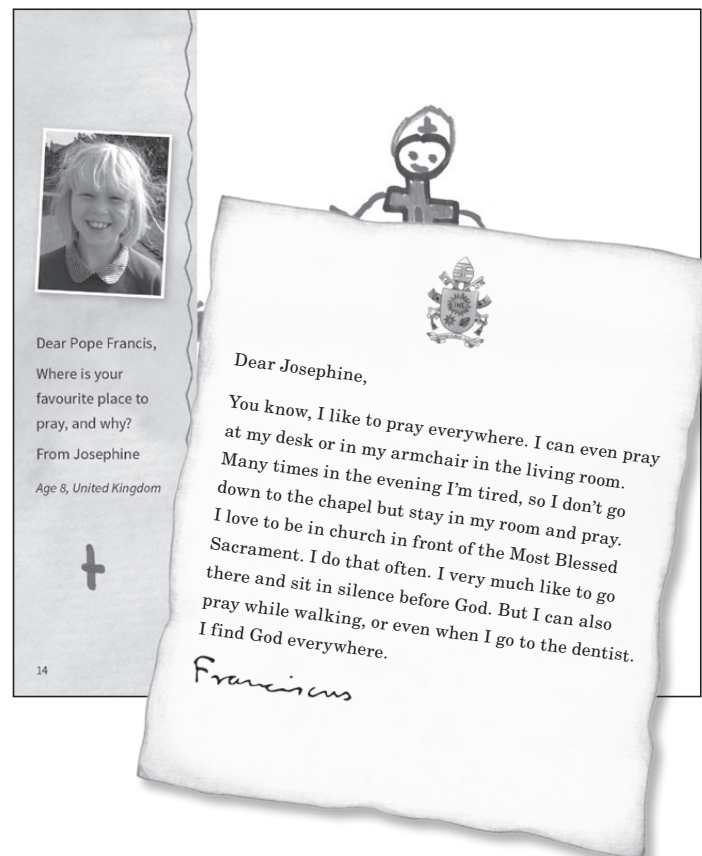 Dear Pope Francis,
Where is your
favourite place to
pray, and why?
From Josephine
Age 8, United Kingdom
14
Dear Josephine,
You know, I like to pray everywhere. I can even pray
at my desk or in my armchair in the living room.
Many times in the evening I’m tired, so I don’t go
down to the chapel but stay in my room and pray.
I love to be in church in front of the Most Blessed
Sacrament. I do that often. I very much like to go
there and sit in silence before God. But I can also
pray while walking, or even when I go to the dentist.
I find God everywhere.
Franciscus